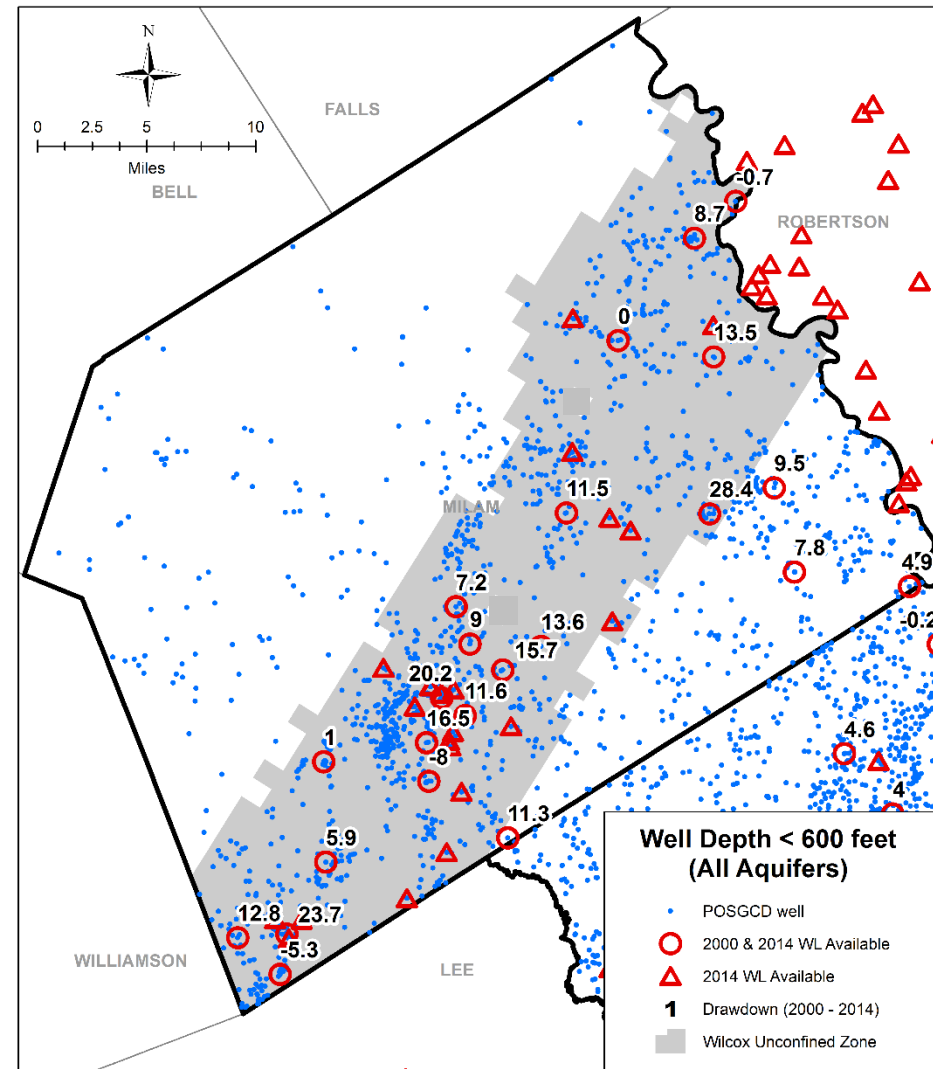 N
0 2.5 5 10
Miles
FALLS
BELL
ROBERTSON
-0.7
8.7
0
13.5
9.5
28.4
11.5
MILAM
7.8
4.9
7.2
-0.2
9
13.6
15.7
20.2
11.6
16.5
-8
1
4.6
4
11.3
5.9
12.8
23.7
-5.3
WILLIAMSON
LEE
Well Depth < 600 feet
(All Aquifers)
POSGCD well
2000 & 2014 WL Available
2014 WL Available
1 Drawdown (2000 - 2014)
Wilcox Unconfined Zone